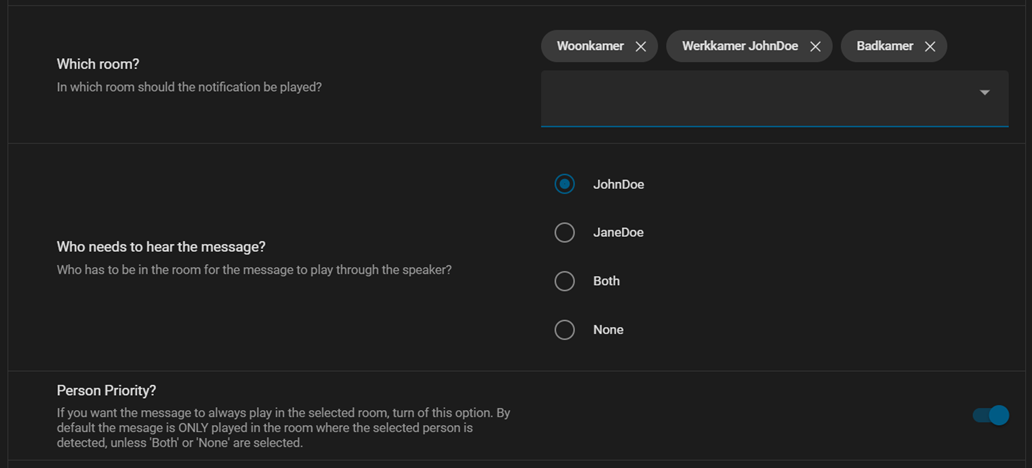 Woonkamer
Werkkamer JohnDoe
Badkamer
Which room?
In which room should the notification be played?
JohnDoe
JaneDoe
Who needs to hear the message?
Who has to be in the room for the message to play through the speaker?
Both
None
Person Priority?
If you want the message to always play in the selected room, turn of this option. By
default the mesage is ONLY played in the room where the selected person is
detected, unless 'Both' or 'None' are selected.